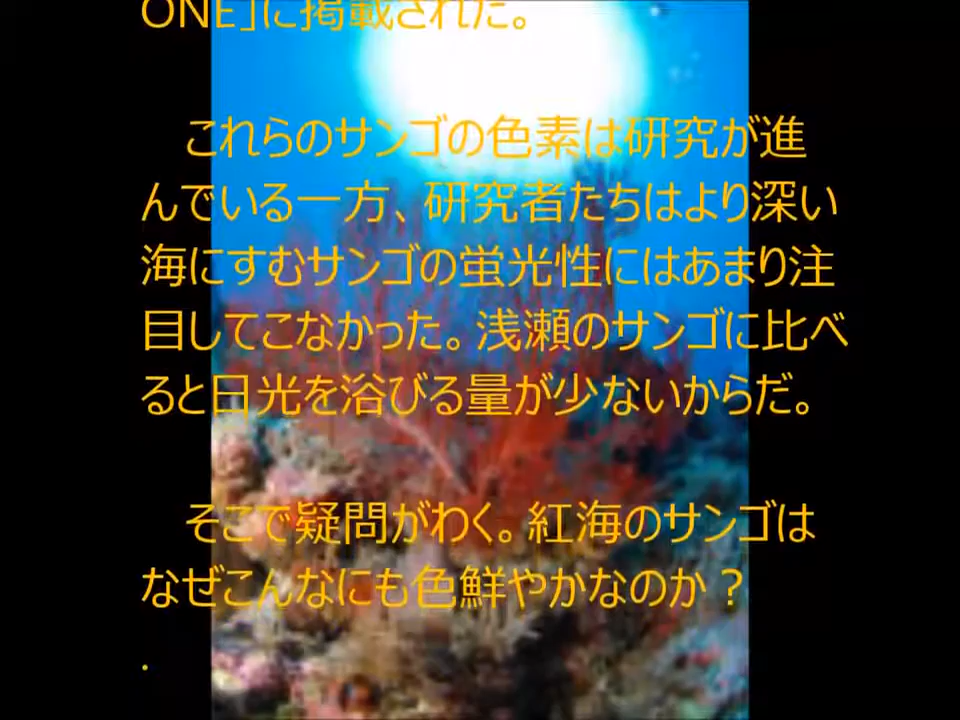 ONE」に掲載された。
これらのサンゴの色素は研究が進
んでいる一方、研究者たちはより深い
海にすむサンゴの蛍光性にはあまり注
目してこなかった。浅瀬のサンゴに比べ
ると日光を浴びる量が少ないからだ。
そこで疑問がわく。紅海のサンゴは
なぜこんなにも色鮮やかなのか？
.